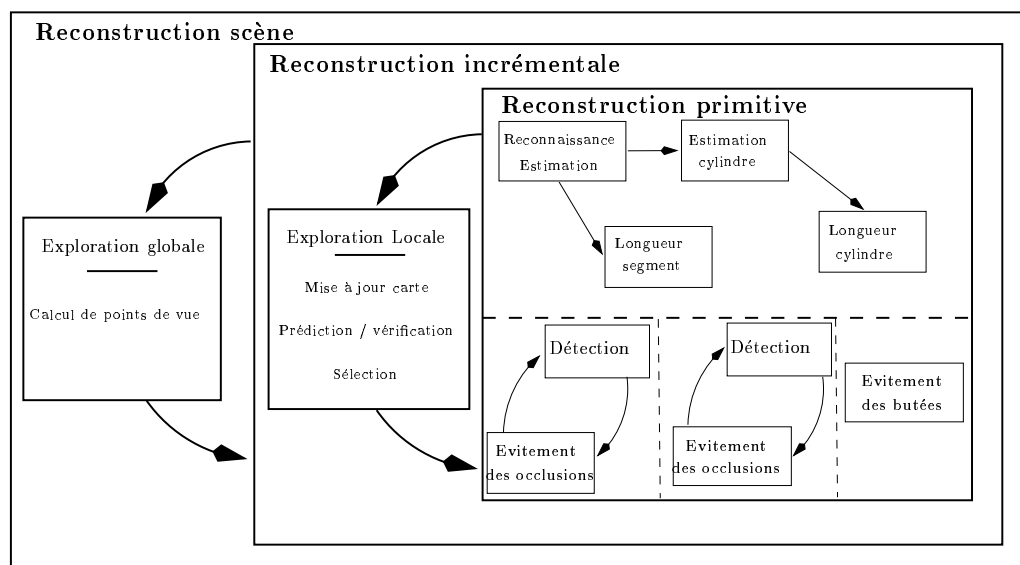 Reconstruction scène
Reconstruction incrémentale
Reconstruction primitive
Reconnaissance
Estimation
Estimation
cylindre
Longueur
segment
Longueur
cylindre
Exploration globale
Calcul de points de vue
Exploration Locale
Mise à jour carte
Prédiction / vérification
Sélection
Détection
Evitement
des occlusions
Détection
Evitement
des occlusions
Evitement
des butées